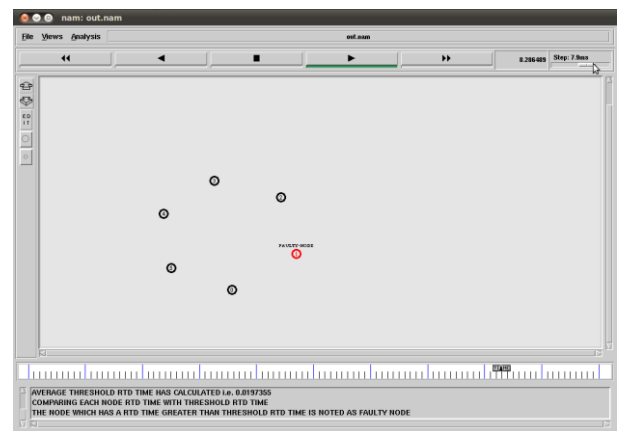 nam: out.nam
File Views Analysis out.nam
0.286489 Step: 7.9ms
ED
IT
FAULTY-NODE
AVERAGE THRESHOLD RTD TIME HAS CALCULATED i.e. 0.0197355
COMPARING EACH NODE RTD TIME WITH THRESHOLD RTD TIME
THE NODE WHICH HAS A RTD TIME GREATER THAN THRESHOLD RTD TIME IS NOTED AS FAULTY NODE